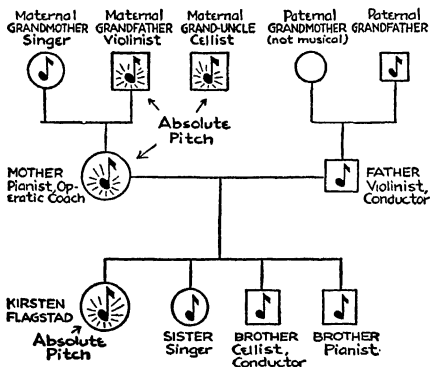 Maternal
GRANDMOTHER
Singer
Maternal
GRANDFATHER
Violinist
Maternal
GRAND-UNCLE
Cellist
Paternal
GRANDMOTHER
(not musical)
Paternal
GRANDFATHER
Absolute
Pitch
MOTHER
Pianist, Op-
eratic Coach
FATHER
Violinist,
Conductor
KIRSTEN
FLAGSTAD
Absolute
Pitch
SISTER
Singer
BROTHER
Cellist,
Conductor
BROTHER
Pianist.